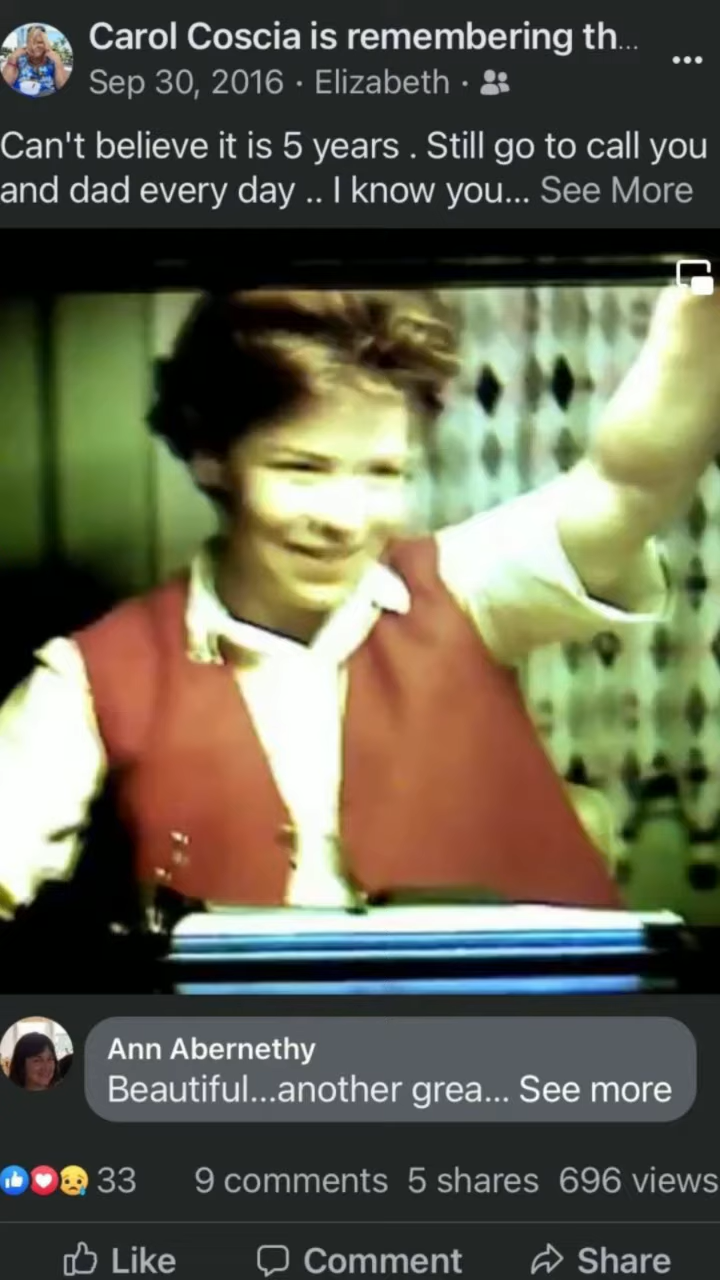 Carol Coscia is remembering th...
Sep 30, 2016 · Elizabeth ·
Can't believe it is 5 years . Still go to call you
and dad every day .. I know you... See More
Ann Abernethy
Beautiful...another grea... See more
33 9 comments 5 shares 696 views
Like Comment Share